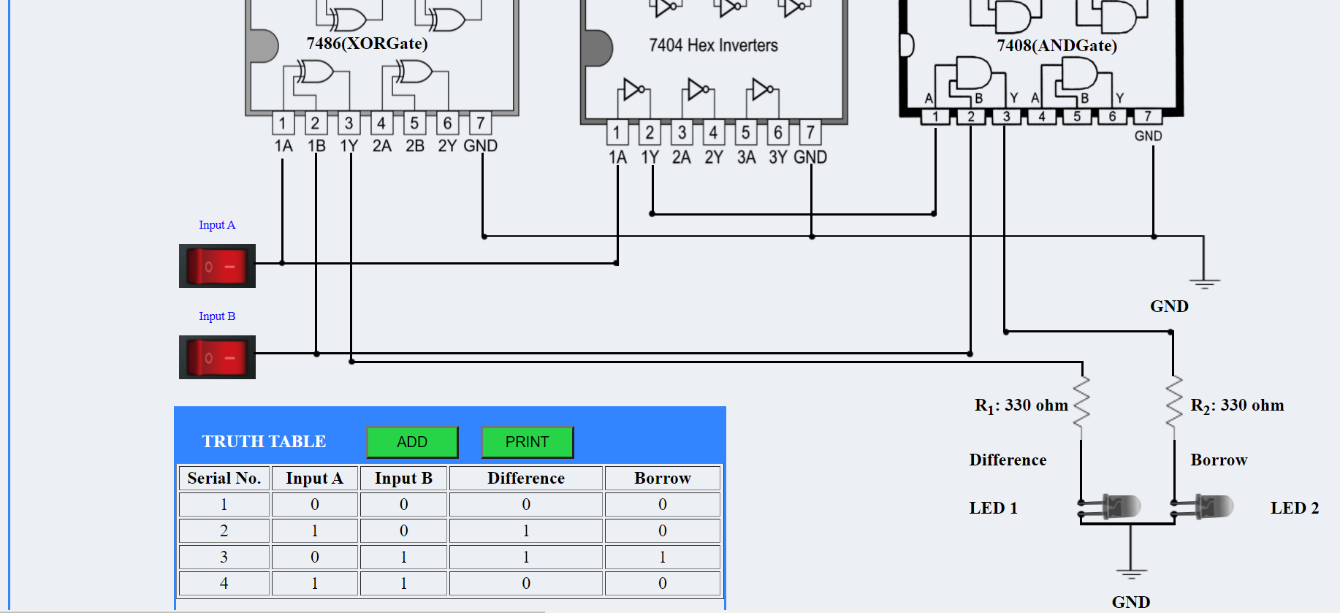 7486(XORGate)
7404 Hex Inverters
7408(ANDGate)
A B Y A B Y
1 2 3 4 5 6 7
1A 1B 1Y 2A 2B 2Y GND
1 2 3 4 5 6 7
1A 1Y 2A 2Y 3A 3Y GND
1 2 3 4 5 6 7
GND
Input A
GND
Input B
R1: 330 ohm
R2: 330 ohm
Difference
Borrow
LED 1
LED 2
GND
TRUTH TABLE ADD PRINT
Serial No. Input A Input B Difference Borrow
1 0 0 0 0
2 1 0 1 0
3 0 1 1 1
4 1 1 0 0